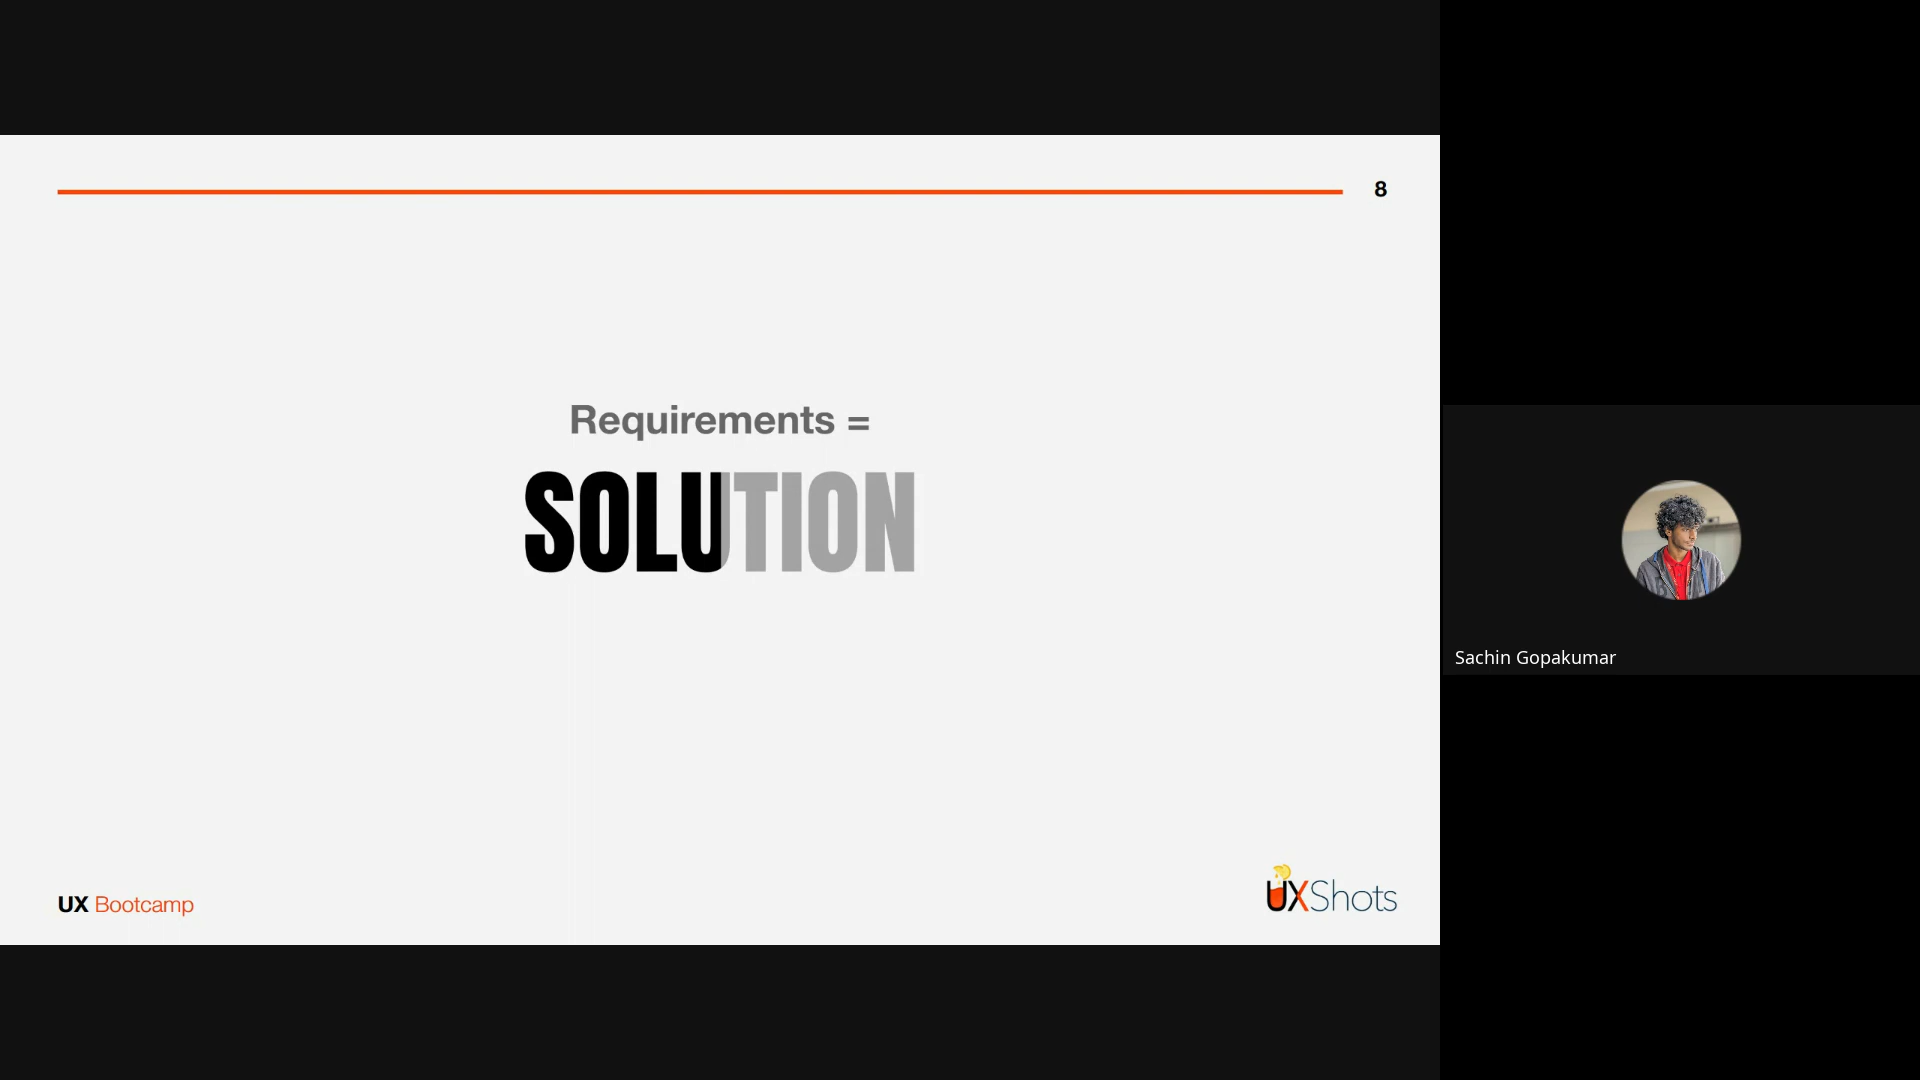 8
Requirements =
SOLUTION
UX Bootcamp
UXShots
Sachin Gopakumar